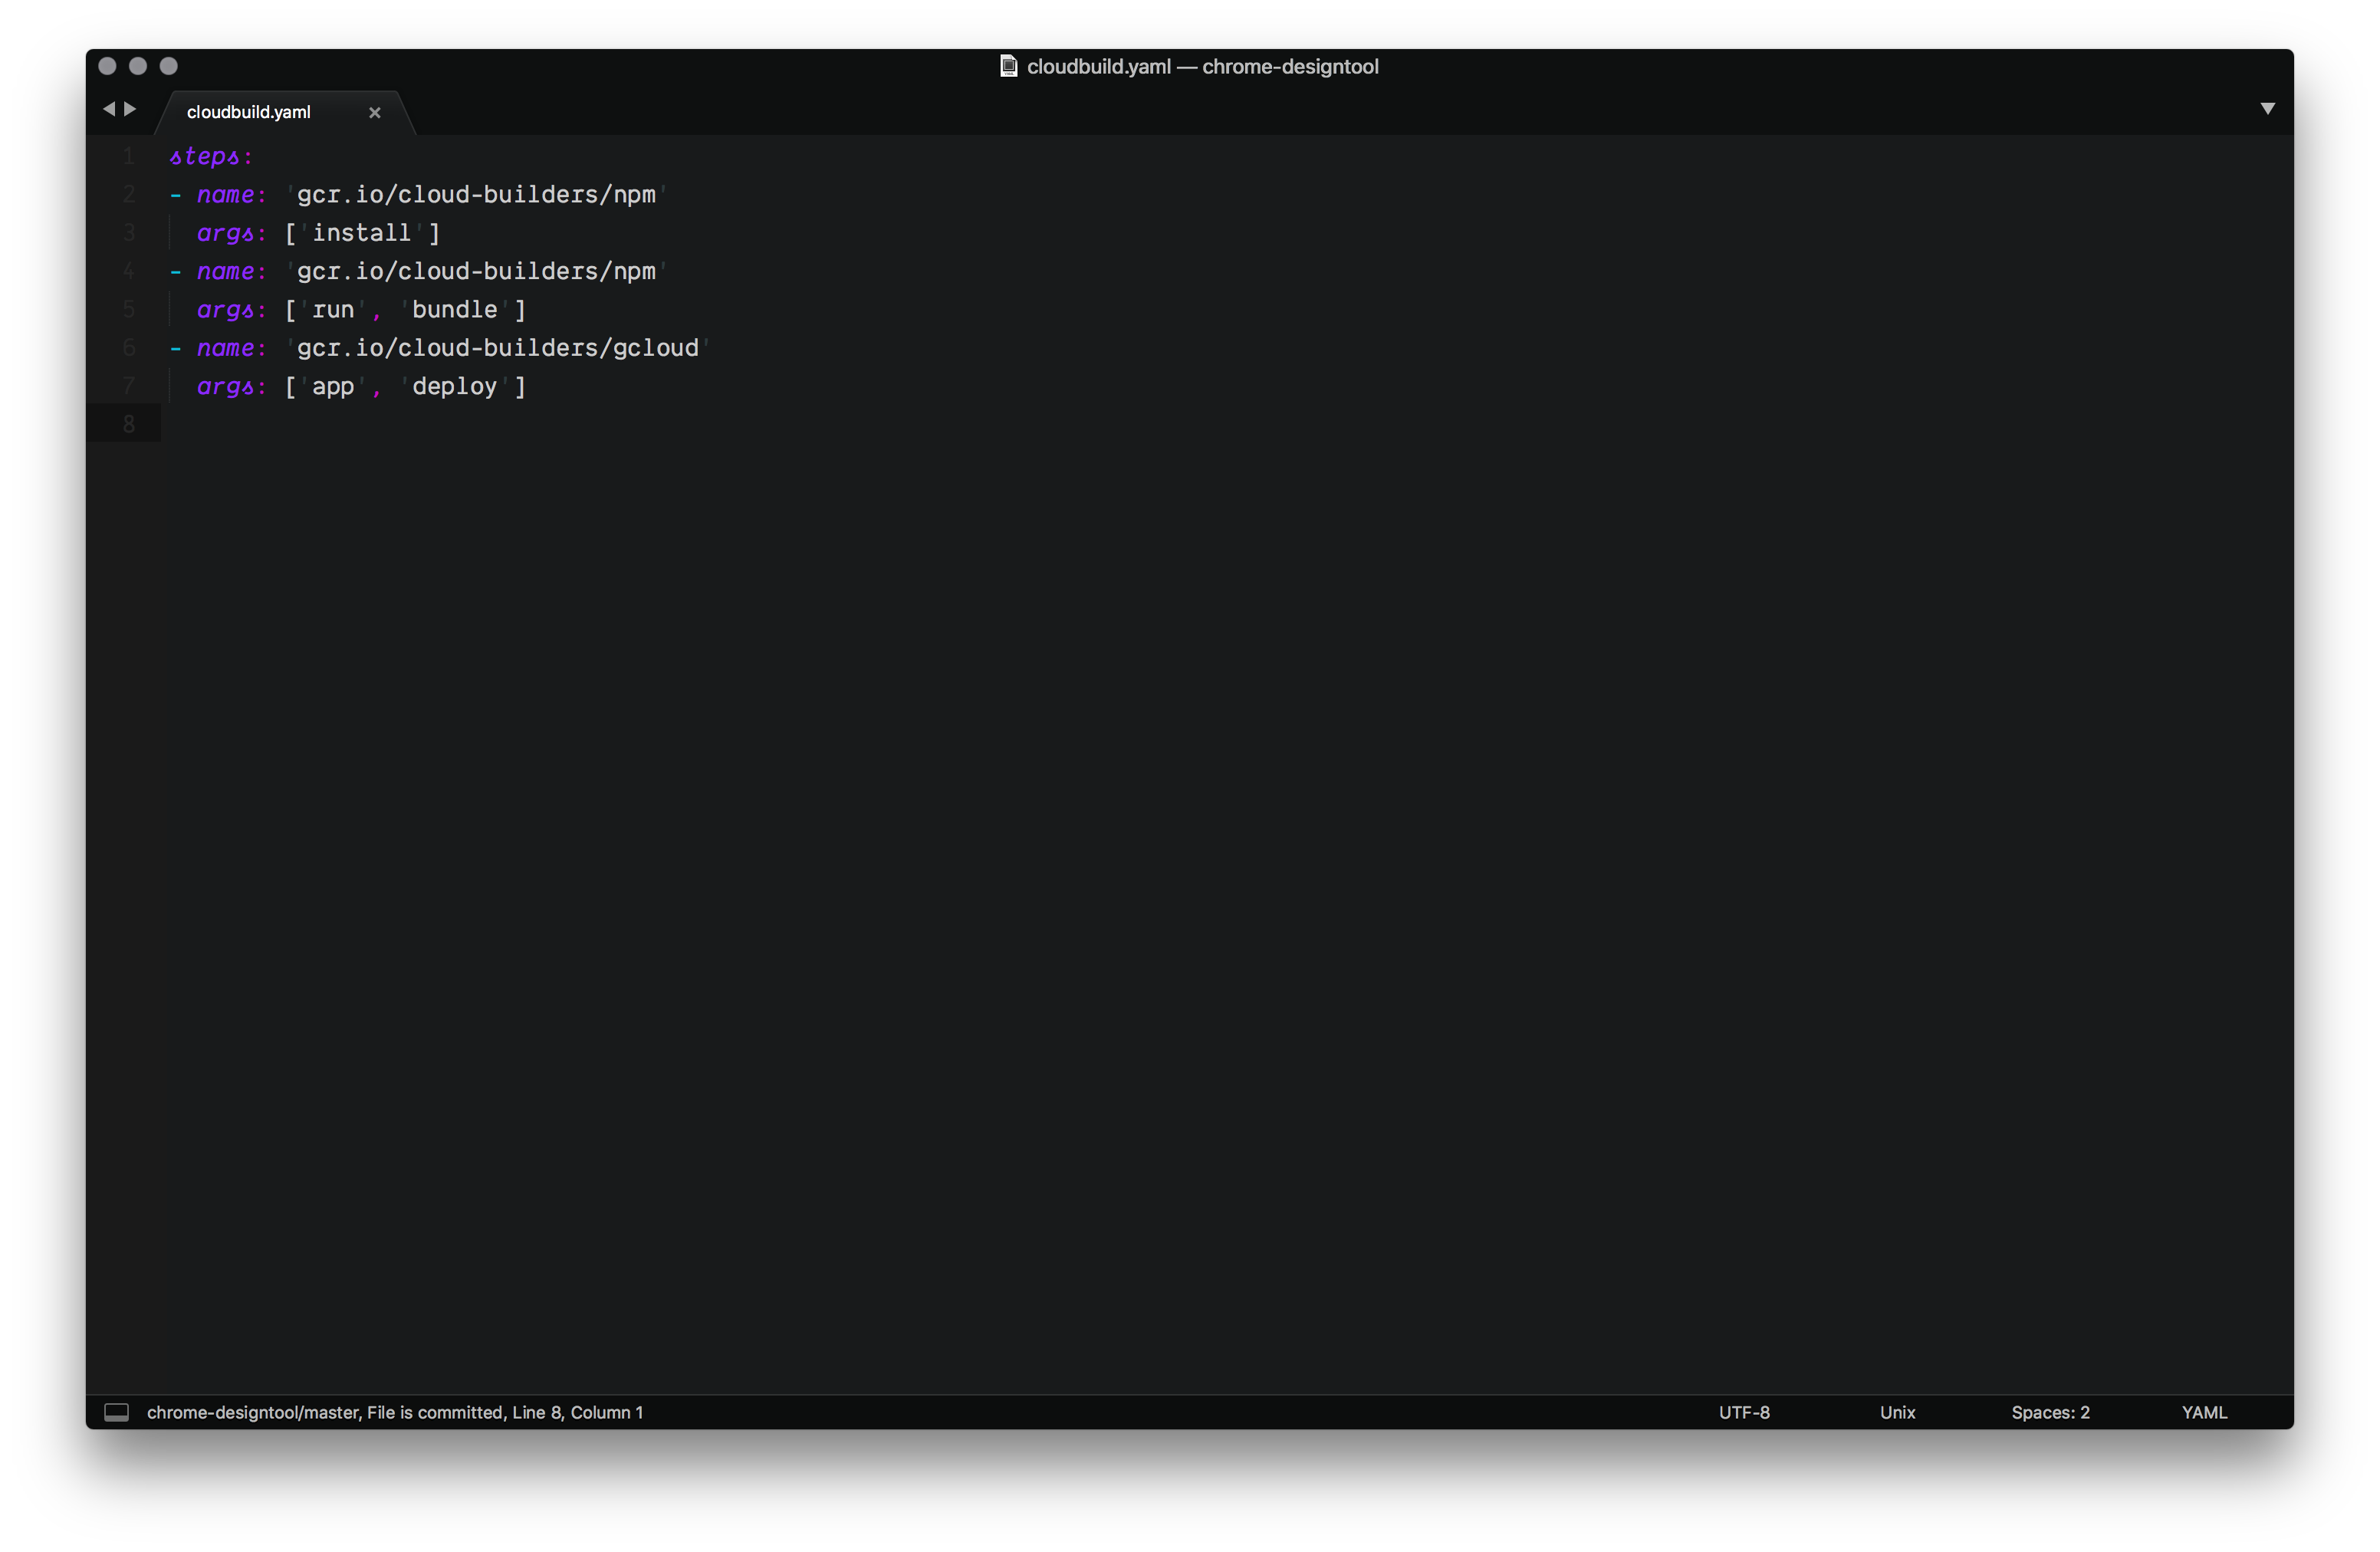 cloudbuild.yaml — chrome-designtool
cloudbuild.yaml
1 steps:
2 - name: 'gcr.io/cloud-builders/npm'
3   args: ['install']
4 - name: 'gcr.io/cloud-builders/npm'
5   args: ['run', 'bundle']
6 - name: 'gcr.io/cloud-builders/gcloud'
7   args: ['app', 'deploy']
8
chrome-designtool/master, File is committed, Line 8, Column 1 UTF-8 Unix Spaces: 2 YAML